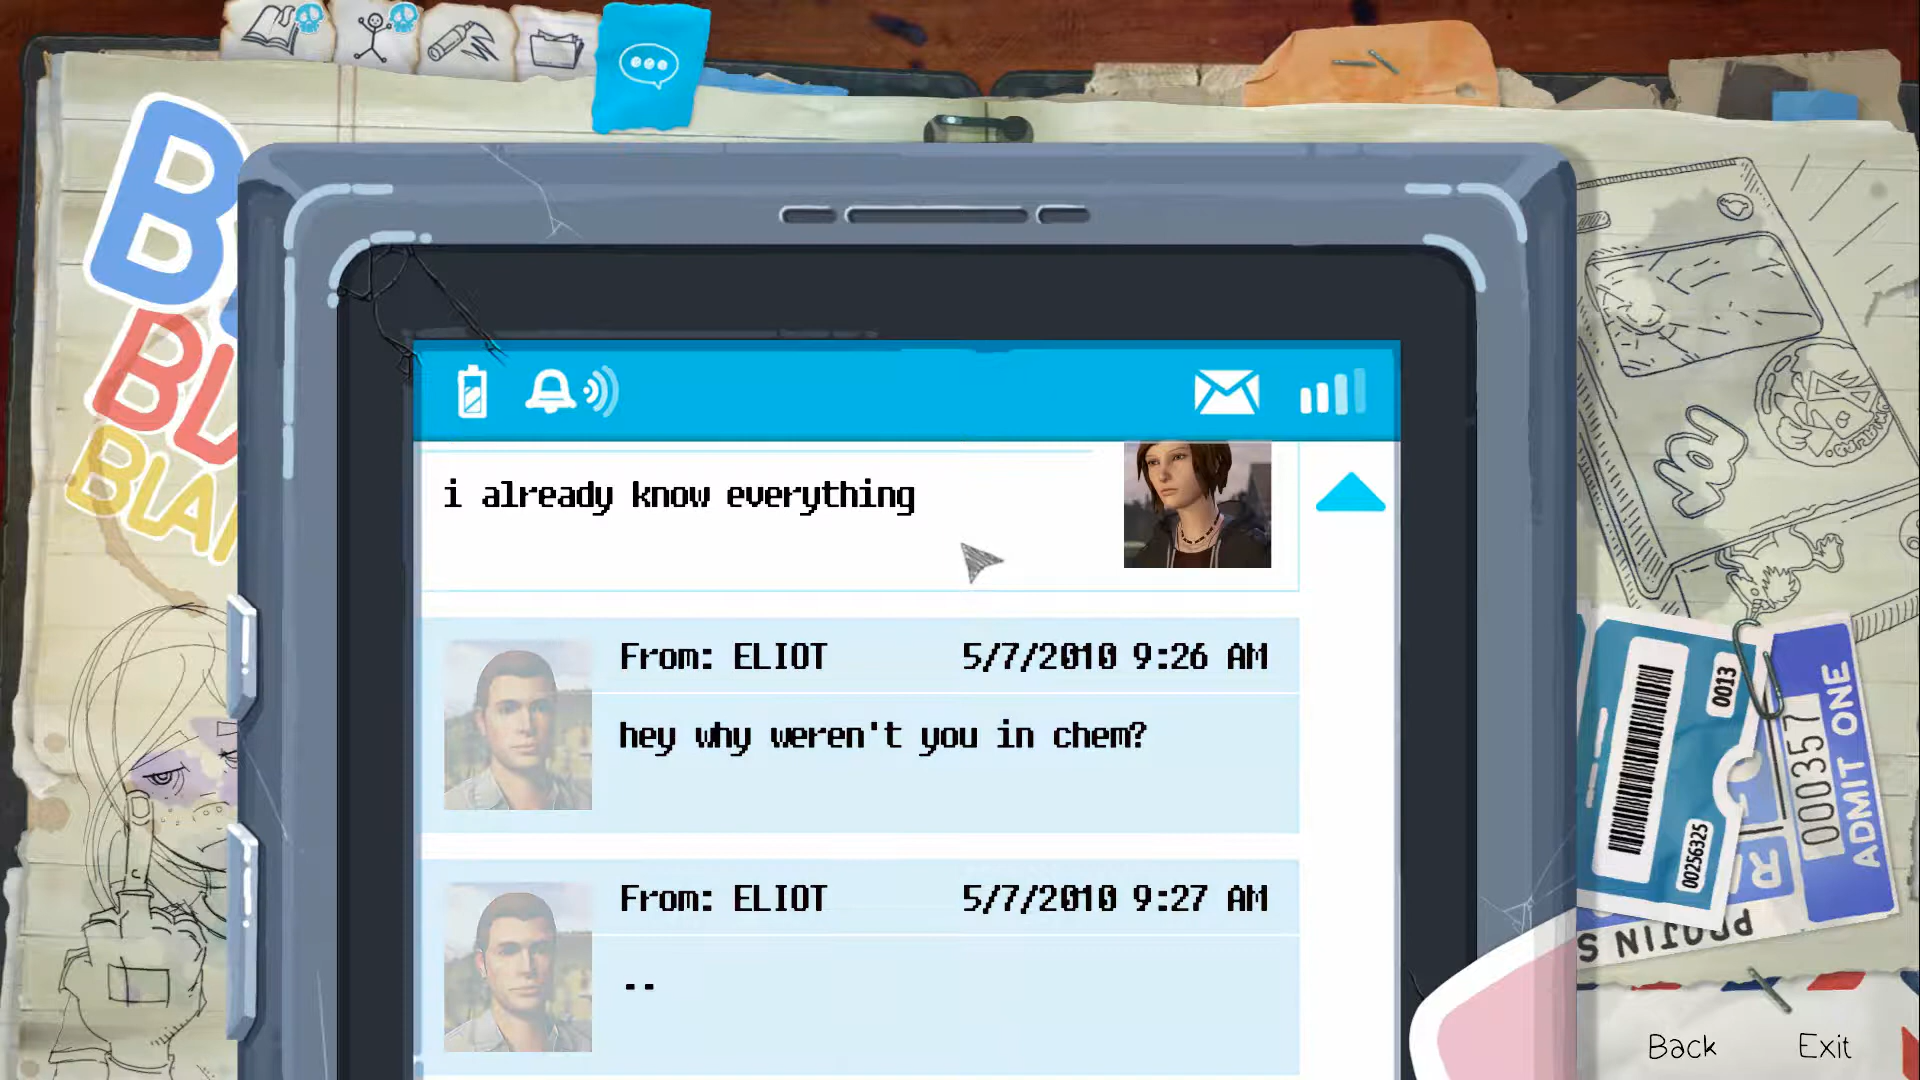 i already know everything
From: ELIOT 5/7/2010 9:26 AM
hey why weren't you in chem?
From: ELIOT 5/7/2010 9:27 AM
..
0013
00256325
000357
ADMIT ONE
Back Exit